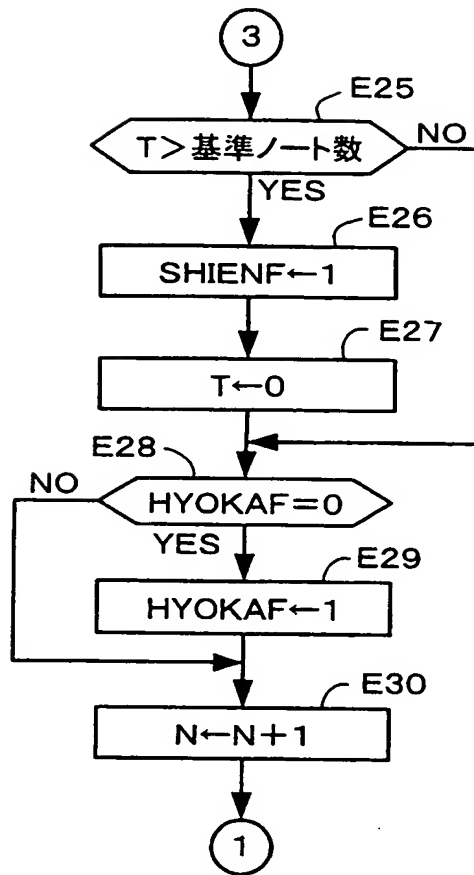 3
E25
T>基準ノート数
NO
YES
E26
SHIENF←1
E27
T←0
E28
NO
HYOKAF=0
YES
E29
HYOKAF←1
E30
N←N+1
1